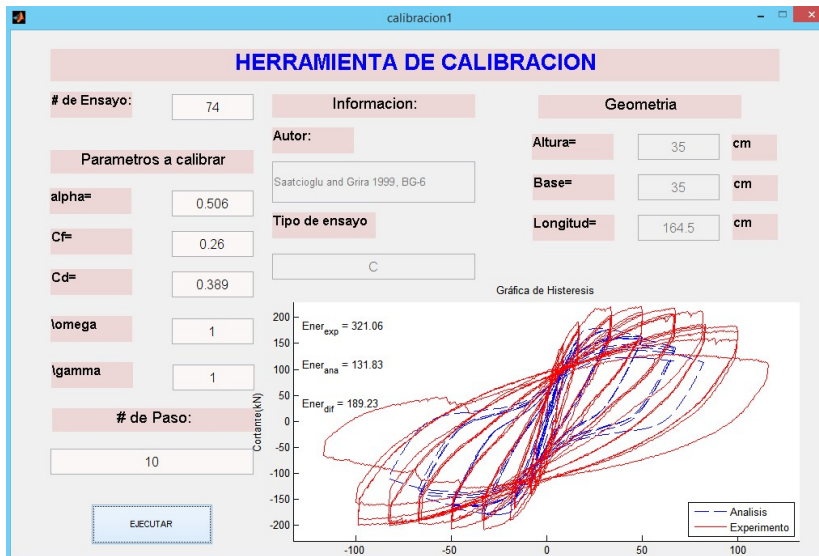 calibracion1
HERRAMIENTA DE CALIBRACION
# de Ensayo:
74
Parametros a calibrar
alpha=
0.506
Cf=
0.26
Cd=
0.389
\omega
1
\gamma
1
# de Paso:
10
EJECUTAR
Informacion:
Autor:
Saatcioglu and Grira 1999, BG-6
Tipo de ensayo
C
Geometria
Altura=
35
cm
Base=
35
cm
Longitud=
164.5
cm
Gráfica de Histeresis
Cortante(kN)
200
150
100
50
0
-50
-100
-150
-200
Ener_exp = 321.06
Ener_ana = 131.83
Ener_dif = 189.23
Analisis
Experimento
-100
-50
0
50
100